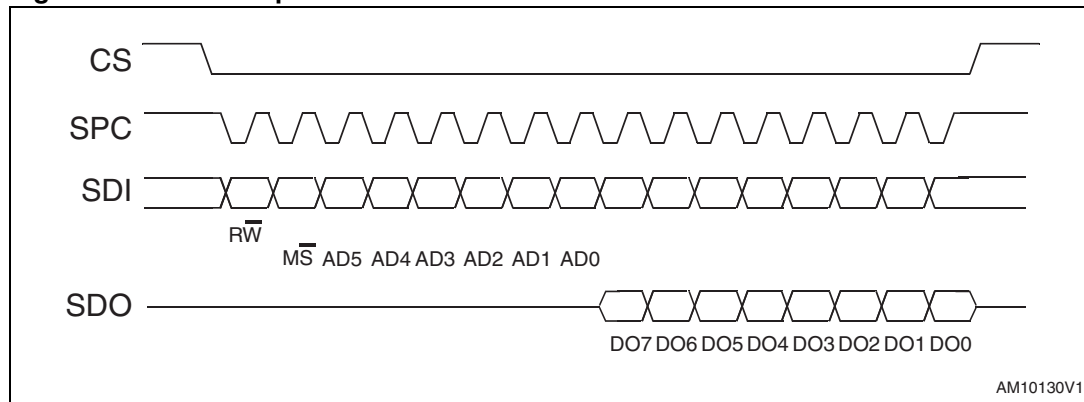 CS
SPC
SDI
RW
MS AD5 AD4 AD3 AD2 AD1 AD0
SDO
DO7 DO6 DO5 DO4 DO3 DO2 DO1 DO0
AM10130V1